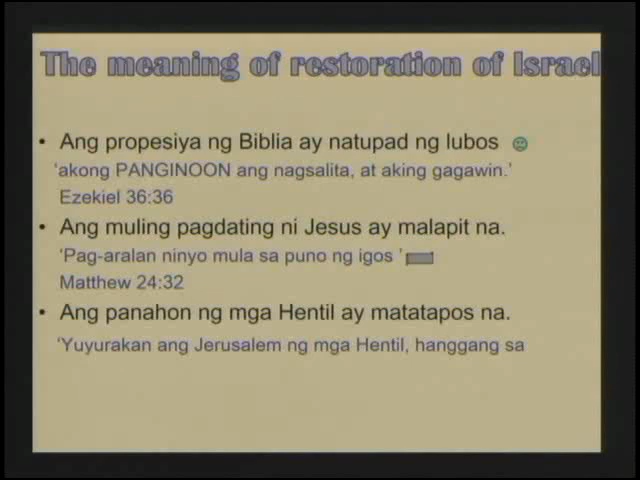 The meaning of restoration of Israel
• Ang propesiya ng Biblia ay natupad ng lubos
‘akong PANGINOON ang nagsalita, at aking gagawin.’
Ezekiel 36:36
• Ang muling pagdating ni Jesus ay malapit na.
‘Pag-aralan ninyo mula sa puno ng igos ’
Matthew 24:32
• Ang panahon ng mga Hentil ay matatapos na.
‘Yuyurakan ang Jerusalem ng mga Hentil, hanggang sa